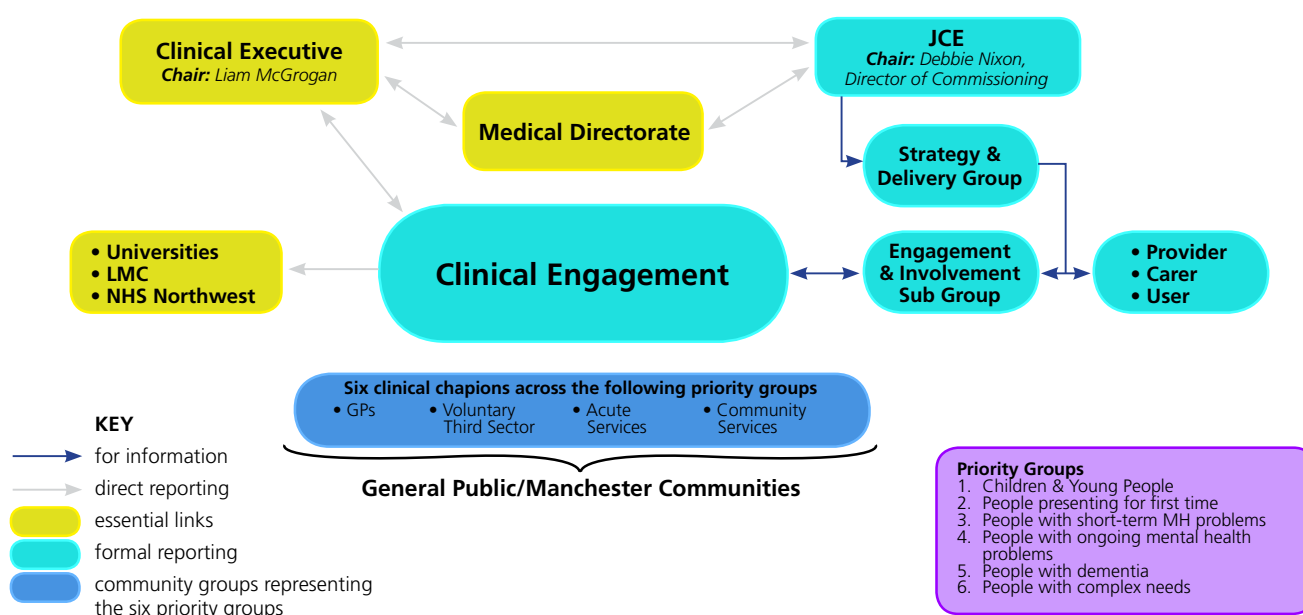 Clinical Executive
Chair: Liam McGrogan
JCE
Chair: Debbie Nixon,
Director of Commissioning
Medical Directorate
Strategy &
Delivery Group
• Universities
• LMC
• NHS Northwest
Clinical Engagement
Engagement
& Involvement
Sub Group
• Provider
• Carer
• User
Six clinical chapions across the following priority groups
• GPs
• Voluntary
Third Sector
• Acute
Services
• Community
Services
General Public/Manchester Communities
KEY
for information
direct reporting
essential links
formal reporting
community groups representing
the six priority groups
Priority Groups
1. Children & Young People
2. People presenting for first time
3. People with short-term MH problems
4. People with ongoing mental health
problems
5. People with dementia
6. People with complex needs